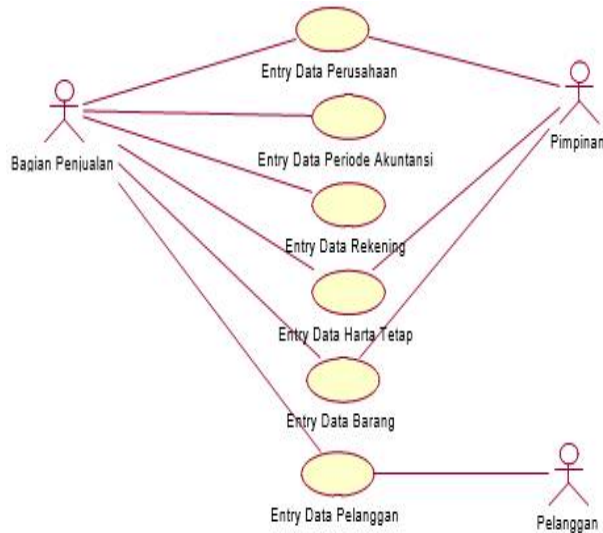 Entry Data Perusahaan
Bagian Penjualan
Pimpinan
Entry Data Periode Akuntansi
Entry Data Rekening
Entry Data Harta Tetap
Entry Data Barang
Entry Data Pelanggan
Pelanggan